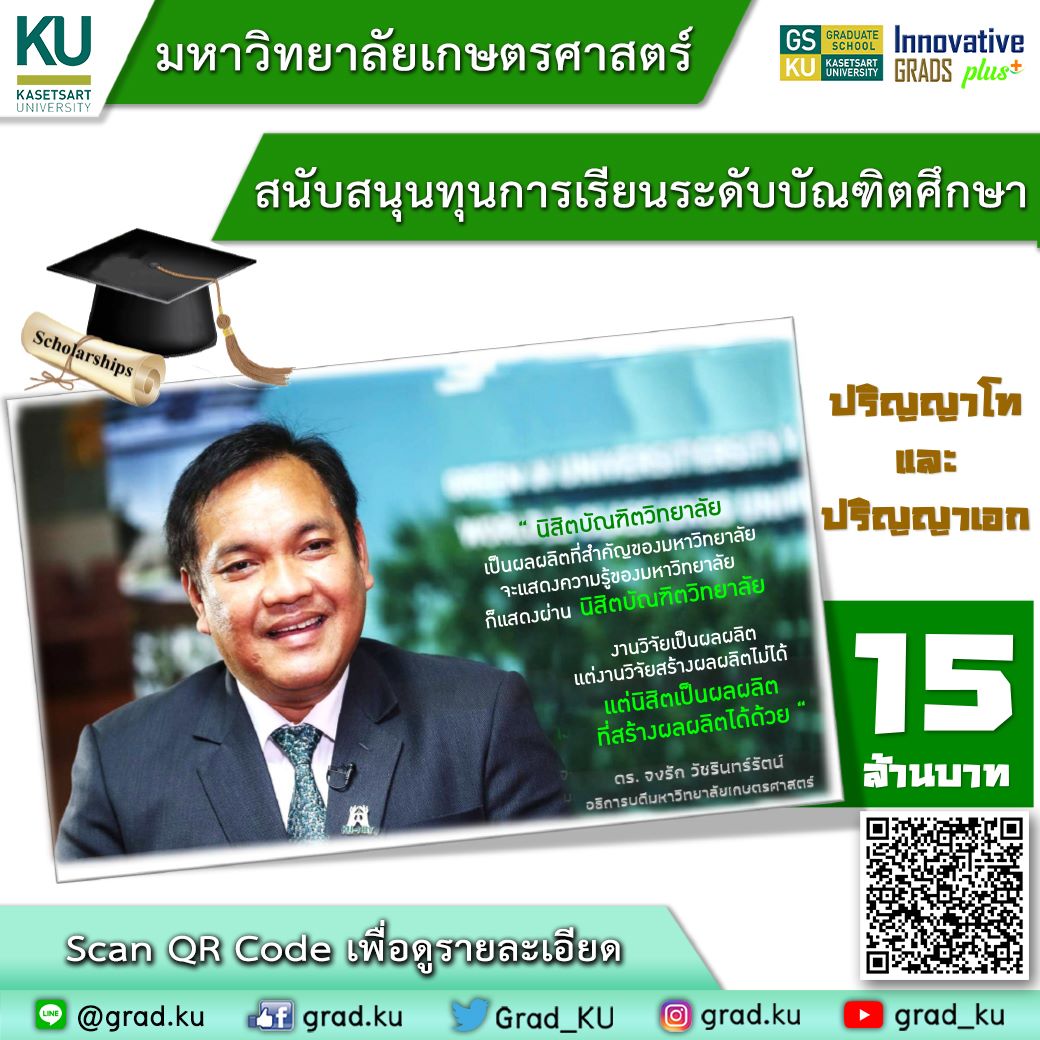 KU
KASETSART
UNIVERSITY
มหาวิทยาลัยเกษตรศาสตร์
GS
KU
GRADUATE
SCHOOL
KASETSART
UNIVERSITY
Innovative
GRADS plus+
สนับสนุนทุนการเรียนระดับบัณฑิตศึกษา
Scholarships
ปริญญาโท
และ
ปริญญาเอก
“ นิสิตบัณฑิตวิทยาลัย
เป็นผลผลิตที่สำคัญของมหาวิทยาลัย
จะแสดงความรู้ของมหาวิทยาลัย
ก็แสดงผ่าน นิสิตบัณฑิตวิทยาลัย
งานวิจัยเป็นผลผลิต
แต่งานวิจัยสร้างผลผลิตไม่ได้
แต่นิสิตเป็นผลผลิต
ที่สร้างผลผลิตได้ด้วย “
ดร. จงรัก วัชรินทร์รัตน์
อธิการบดีมหาวิทยาลัยเกษตรศาสตร์
15
ล้านบาท
Scan QR Code เพื่อดูรายละเอียด
LINE @grad.ku
grad.ku
Grad_KU
grad.ku
grad_ku